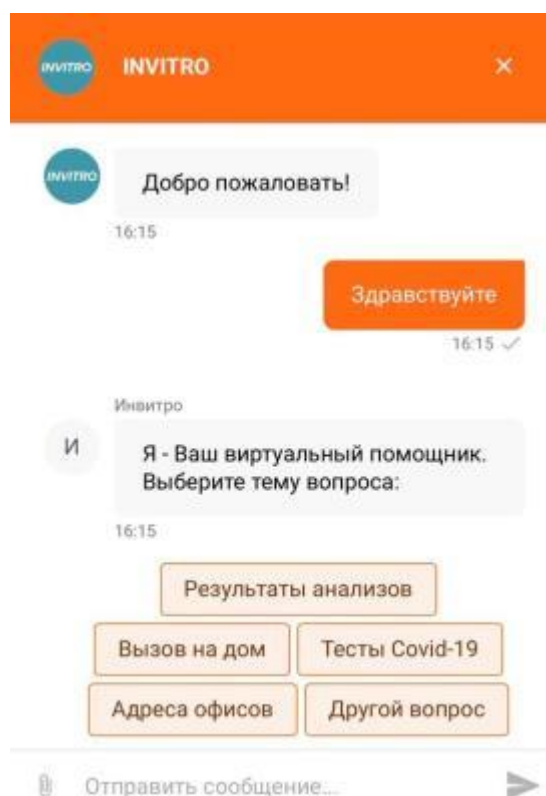 INVITRO
INVITRO
INVITRO
Добро пожаловать!
16:15
Здравствуйте
16:15
Инвитро
И
Я - Ваш виртуальный помощник.
Выберите тему вопроса:
16:15
Результаты анализов
Вызов на дом
Тесты Covid-19
Адреса офисов
Другой вопрос
Отправить сообщение...